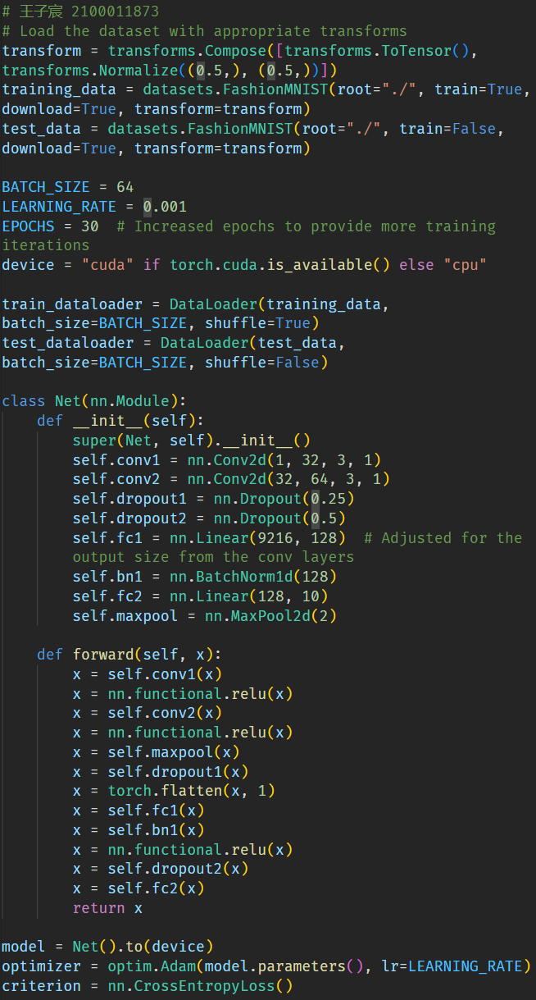 # 王子宸 2100011873
# Load the dataset with appropriate transforms
transform = transforms.Compose([transforms.ToTensor(),
transforms.Normalize((0.5,), (0.5,))])
training_data = datasets.FashionMNIST(root="./", train=True,
download=True, transform=transform)
test_data = datasets.FashionMNIST(root="./", train=False,
download=True, transform=transform)

BATCH_SIZE = 64
LEARNING_RATE = 0.001
EPOCHS = 30  # Increased epochs to provide more training
iterations
device = "cuda" if torch.cuda.is_available() else "cpu"

train_dataloader = DataLoader(training_data,
batch_size=BATCH_SIZE, shuffle=True)
test_dataloader = DataLoader(test_data,
batch_size=BATCH_SIZE, shuffle=False)

class Net(nn.Module):
    def __init__(self):
        super(Net, self).__init__()
        self.conv1 = nn.Conv2d(1, 32, 3, 1)
        self.conv2 = nn.Conv2d(32, 64, 3, 1)
        self.dropout1 = nn.Dropout(0.25)
        self.dropout2 = nn.Dropout(0.5)
        self.fc1 = nn.Linear(9216, 128)  # Adjusted for the
        output size from the conv layers
        self.bn1 = nn.BatchNorm1d(128)
        self.fc2 = nn.Linear(128, 10)
        self.maxpool = nn.MaxPool2d(2)

    def forward(self, x):
        x = self.conv1(x)
        x = nn.functional.relu(x)
        x = self.conv2(x)
        x = nn.functional.relu(x)
        x = self.maxpool(x)
        x = self.dropout1(x)
        x = torch.flatten(x, 1)
        x = self.fc1(x)
        x = self.bn1(x)
        x = nn.functional.relu(x)
        x = self.dropout2(x)
        x = self.fc2(x)
        return x

model = Net().to(device)
optimizer = optim.Adam(model.parameters(), lr=LEARNING_RATE)
criterion = nn.CrossEntropyLoss()